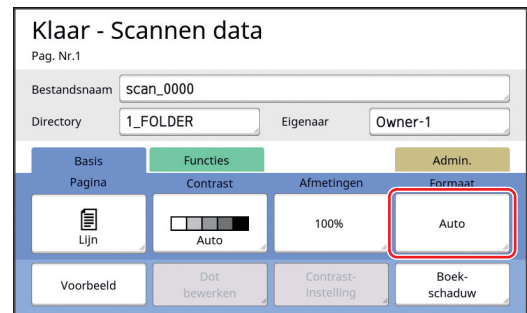 Klaar - Scannen data
Pag. Nr.1
Bestandsnaam scan_0000
Directory 1_FOLDER Eigenaar Owner-1
Basis Functies Admin.
Pagina Contrast Afmetingen Formaat
Lijn Auto 100% Auto
Voorbeeld Dot bewerken Contrast-instelling Boek-schaduw